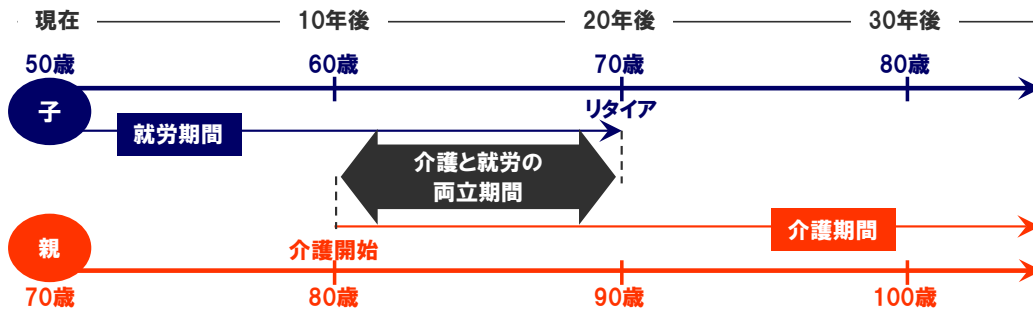 現在 10年後 20年後 30年後
50歳 60歳 70歳 80歳
子
リタイア
就労期間
介護と就労の
両立期間
介護期間
親
介護開始
70歳 80歳 90歳 100歳